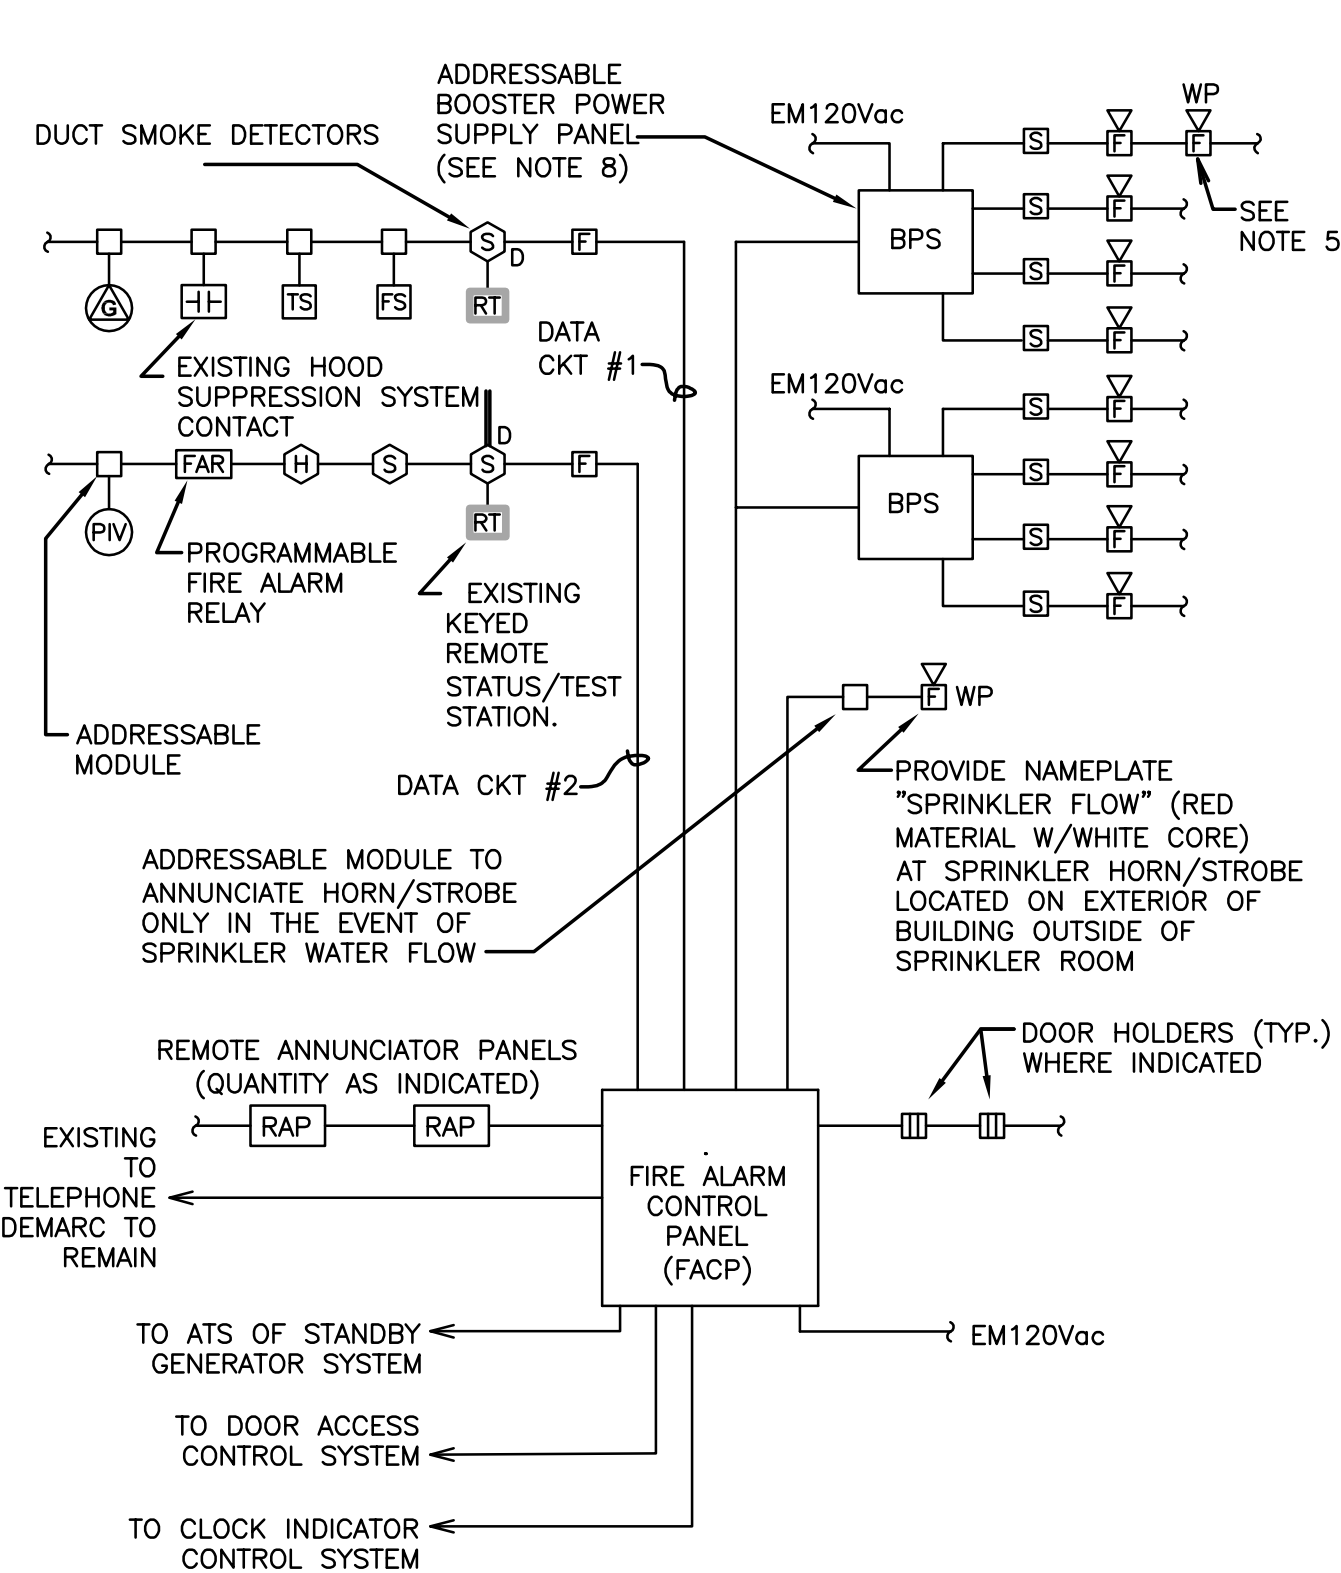 ADDRESSABLE
BOOSTER POWER
SUPPLY PANEL
(SEE NOTE 8)
DUCT SMOKE DETECTORS
EM120Vac
WP
S F F
S F
SEE
NOTE 5
BPS
S F
S F
S D F
G
TS
FS
RT
DATA
CKT #1
EXISTING HOOD
SUPPRESSION SYSTEM
CONTACT
EM120Vac
S F
S F
BPS
S F
S F
FAR H S S D F
PIV
RT
PROGRAMMABLE
FIRE ALARM
RELAY
EXISTING
KEYED
REMOTE
STATUS/TEST
STATION.
F WP
ADDRESSABLE
MODULE
DATA CKT #2
PROVIDE NAMEPLATE
"SPRINKLER FLOW" (RED
MATERIAL W/WHITE CORE)
AT SPRINKLER HORN/STROBE
LOCATED ON EXTERIOR OF
BUILDING OUTSIDE OF
SPRINKLER ROOM
ADDRESSABLE MODULE TO
ANNUNCIATE HORN/STROBE
ONLY IN THE EVENT OF
SPRINKLER WATER FLOW
REMOTE ANNUNCIATOR PANELS
(QUANTITY AS INDICATED)
DOOR HOLDERS (TYP.)
WHERE INDICATED
RAP RAP
EXISTING
TO
TELEPHONE
DEMARC TO
REMAIN
FIRE ALARM
CONTROL
PANEL
(FACP)
TO ATS OF STANDBY
GENERATOR SYSTEM
EM120Vac
TO DOOR ACCESS
CONTROL SYSTEM
TO CLOCK INDICATOR
CONTROL SYSTEM